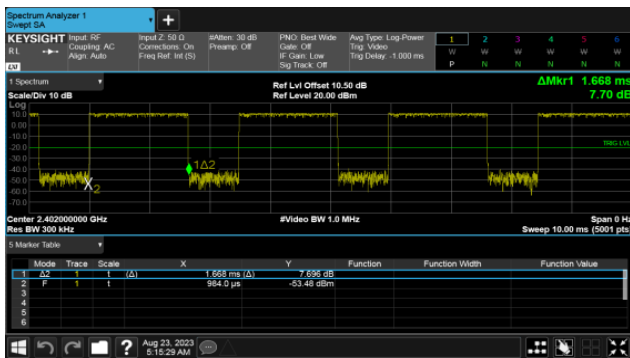 Spectrum Analyzer 1
Swept SA
+
KEYSIGHT Input: RF Input Z: 50 Ω #Atten: 30 dB PNO: Best Wide Avg Type: Log-Power 1 2 3 4 5 6
RL Coupling: AC Corrections: On Preamp: Off Gate: Off Trig: Video W W W W W W
Align: Auto Freq Ref: Int (S) IF Gain: Low Trig Delay: -1.000 ms P N N N N N
LXI Sig Track: Off
1 Spectrum ΔMkr1 1.668 ms
Ref Lvl Offset 10.50 dB
Scale/Div 10 dB Ref Level 20.00 dBm 7.70 dB
Log
10.0
0.00
-10.0
-20.0 TRIG LVL
-30.0
-40.0 1Δ2
-50.0
-60.0 X2
-70.0
Center 2.402000000 GHz #Video BW 1.0 MHz Span 0 Hz
Res BW 300 kHz Sweep 10.00 ms (5001 pts)
5 Marker Table
Mode Trace Scale X Y Function Function Width Function Value
1 Δ2 1 t (Δ) 1.668 ms (Δ) 7.696 dB
2 F 1 t 984.0 µs -53.48 dBm
3
4
5
6
? Aug 23, 2023
5:15:29 AM